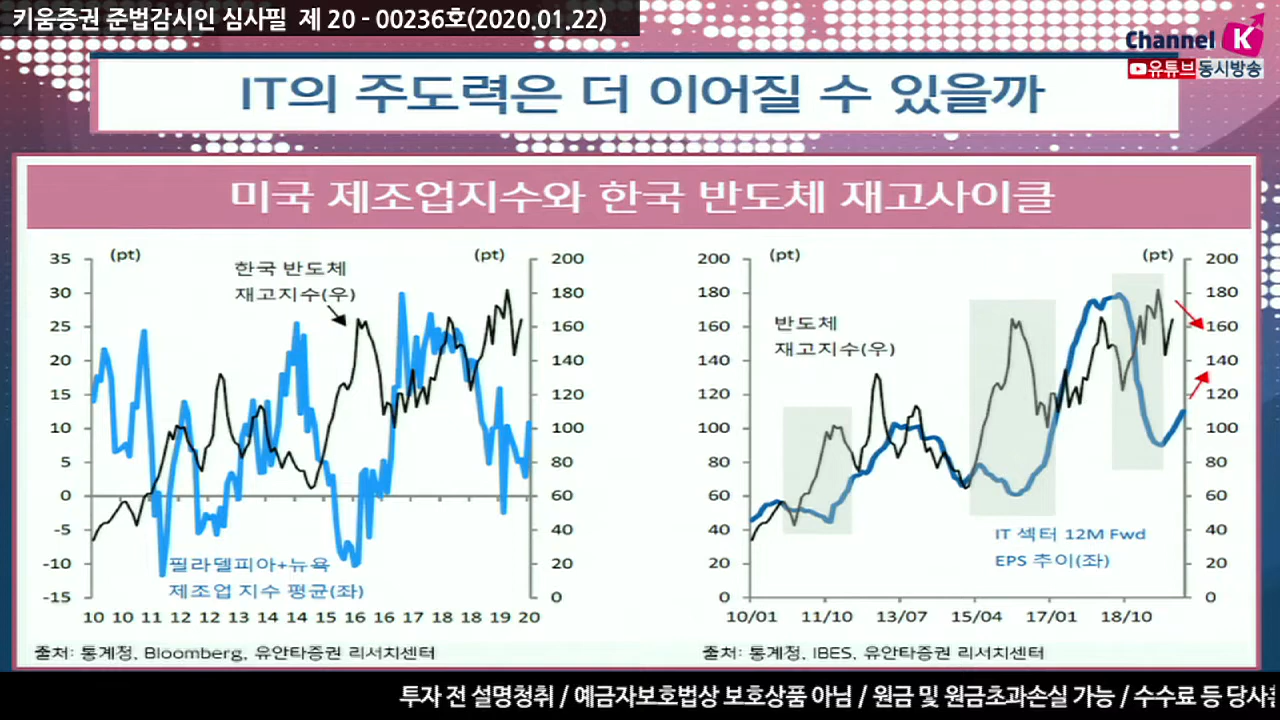 키움증권 준법감시인 심사필 제 20 - 00236호(2020.01.22)
Channel K
유튜브 동시방송
IT의 주도력은 더 이어질 수 있을까
미국 제조업지수와 한국 반도체 재고사이클
35 (pt) (pt) 200
30 180
25 160
20 140
15 120
10 100
5 80
0 60
-5 40
-10 20
-15 0
한국 반도체
재고지수(우)
필라델피아+뉴욕
제조업 지수 평균(좌)
10 10 11 12 13 14 15 15 16 17 18 19 20
출처: 통계청, Bloomberg, 유안타증권 리서치센터
200 (pt) (pt) 200
180 180
160 160
140 140
120 120
100 100
80 80
60 60
40 40
20 20
0 0
반도체
재고지수(우)
IT 섹터 12M Fwd
EPS 추이(좌)
10/01 11/10 13/07 15/04 17/01 18/10
출처: 통계청, IBES, 유안타증권 리서치센터
투자 전 설명청취 / 예금자보호법상 보호상품 아님 / 원금 및 원금초과손실 가능 / 수수료 등 당사